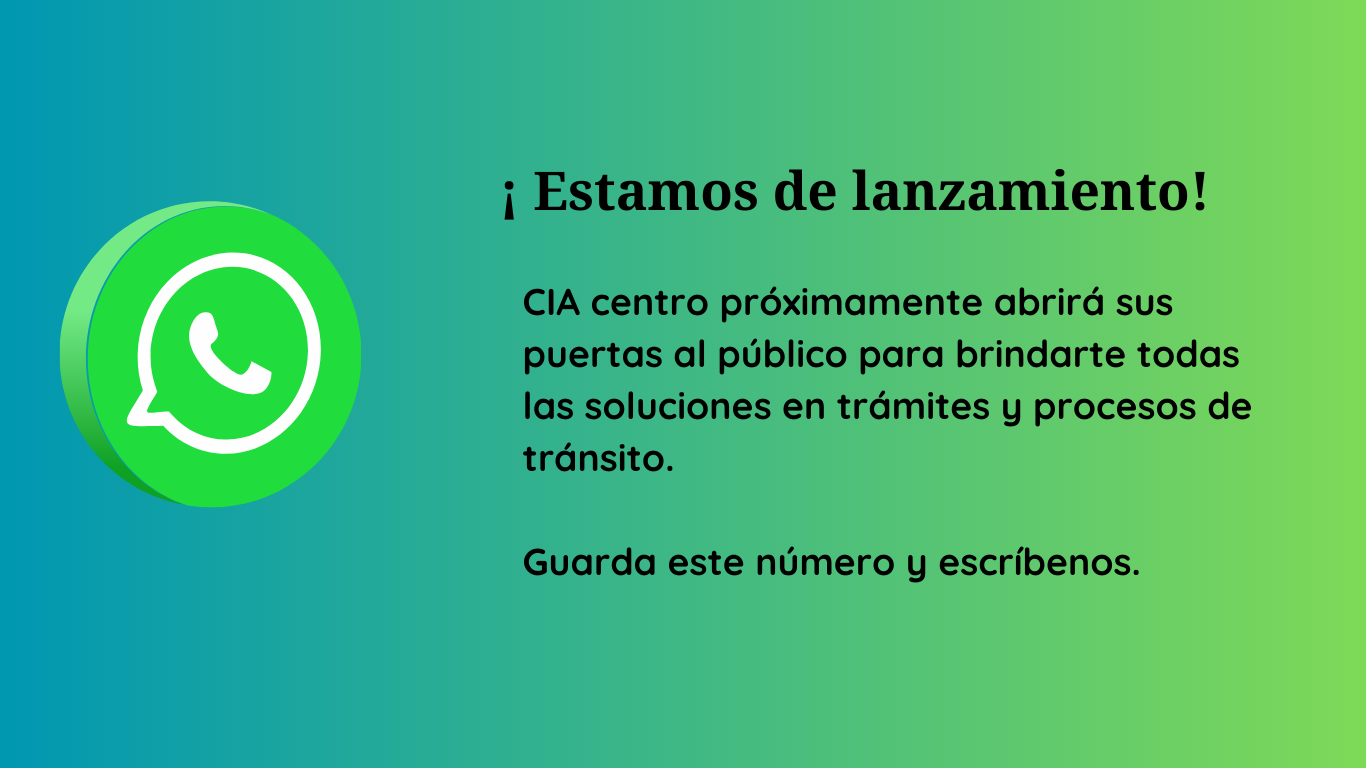 ¡ Estamos de lanzamiento!
CIA centro próximamente abrirá sus
puertas al público para brindarte todas
las soluciones en trámites y procesos de
tránsito.
Guarda este número y escríbenos.